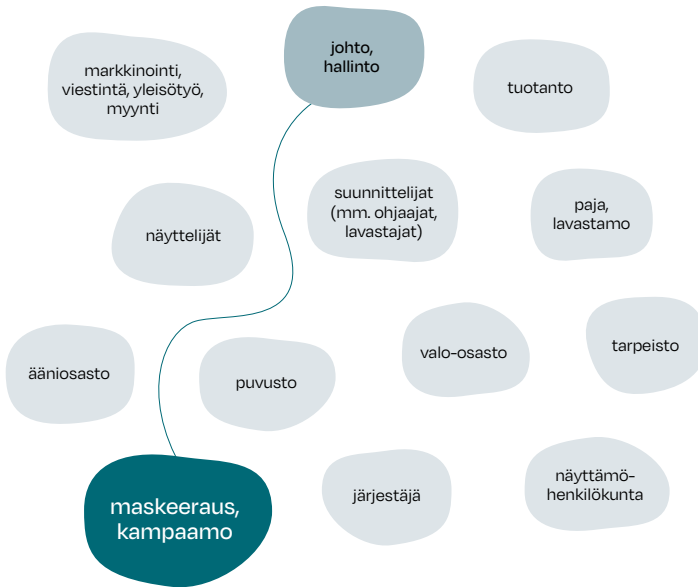 johto,
hallinto
markkinointi,
viestintä, yleisötyö,
myynti
tuotanto
suunnittelijat
(mm. ohjaajat,
lavastajat)
paja,
lavastamo
näyttelijät
valo-osasto
tarpeisto
ääniosasto
puvusto
näyttämö-
henkilökunta
järjestäjä
maskeeraus,
kampaamo